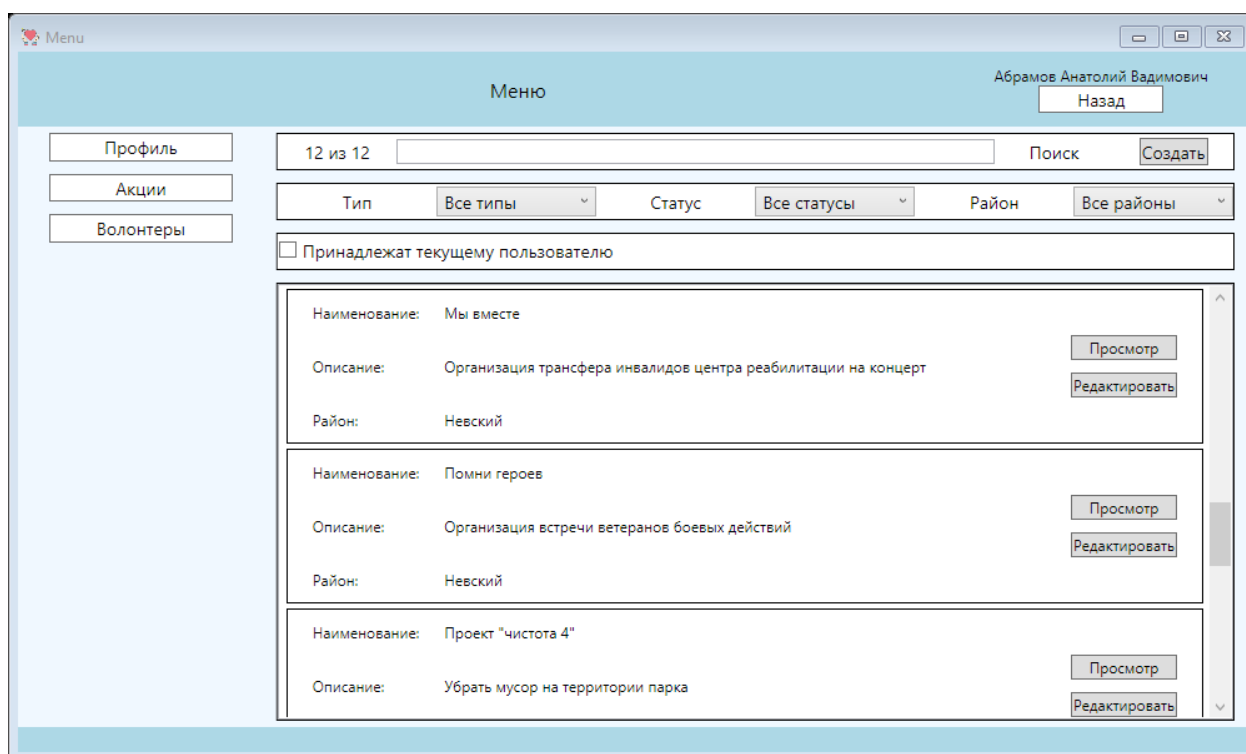 Menu
Меню
Абрамов Анатолий Вадимович
Назад
Профиль
Акции
Волонтеры
12 из 12 Поиск Создать
Тип Все типы Статус Все статусы Район Все районы
Принадлежат текущему пользователю
Наименование: Мы вместе
Просмотр
Описание: Организация трансфера инвалидов центра реабилитации на концерт
Редактировать
Район: Невский
Наименование: Помни героев
Просмотр
Описание: Организация встречи ветеранов боевых действий
Редактировать
Район: Невский
Наименование: Проект "чистота 4"
Просмотр
Описание: Убрать мусор на территории парка
Редактировать